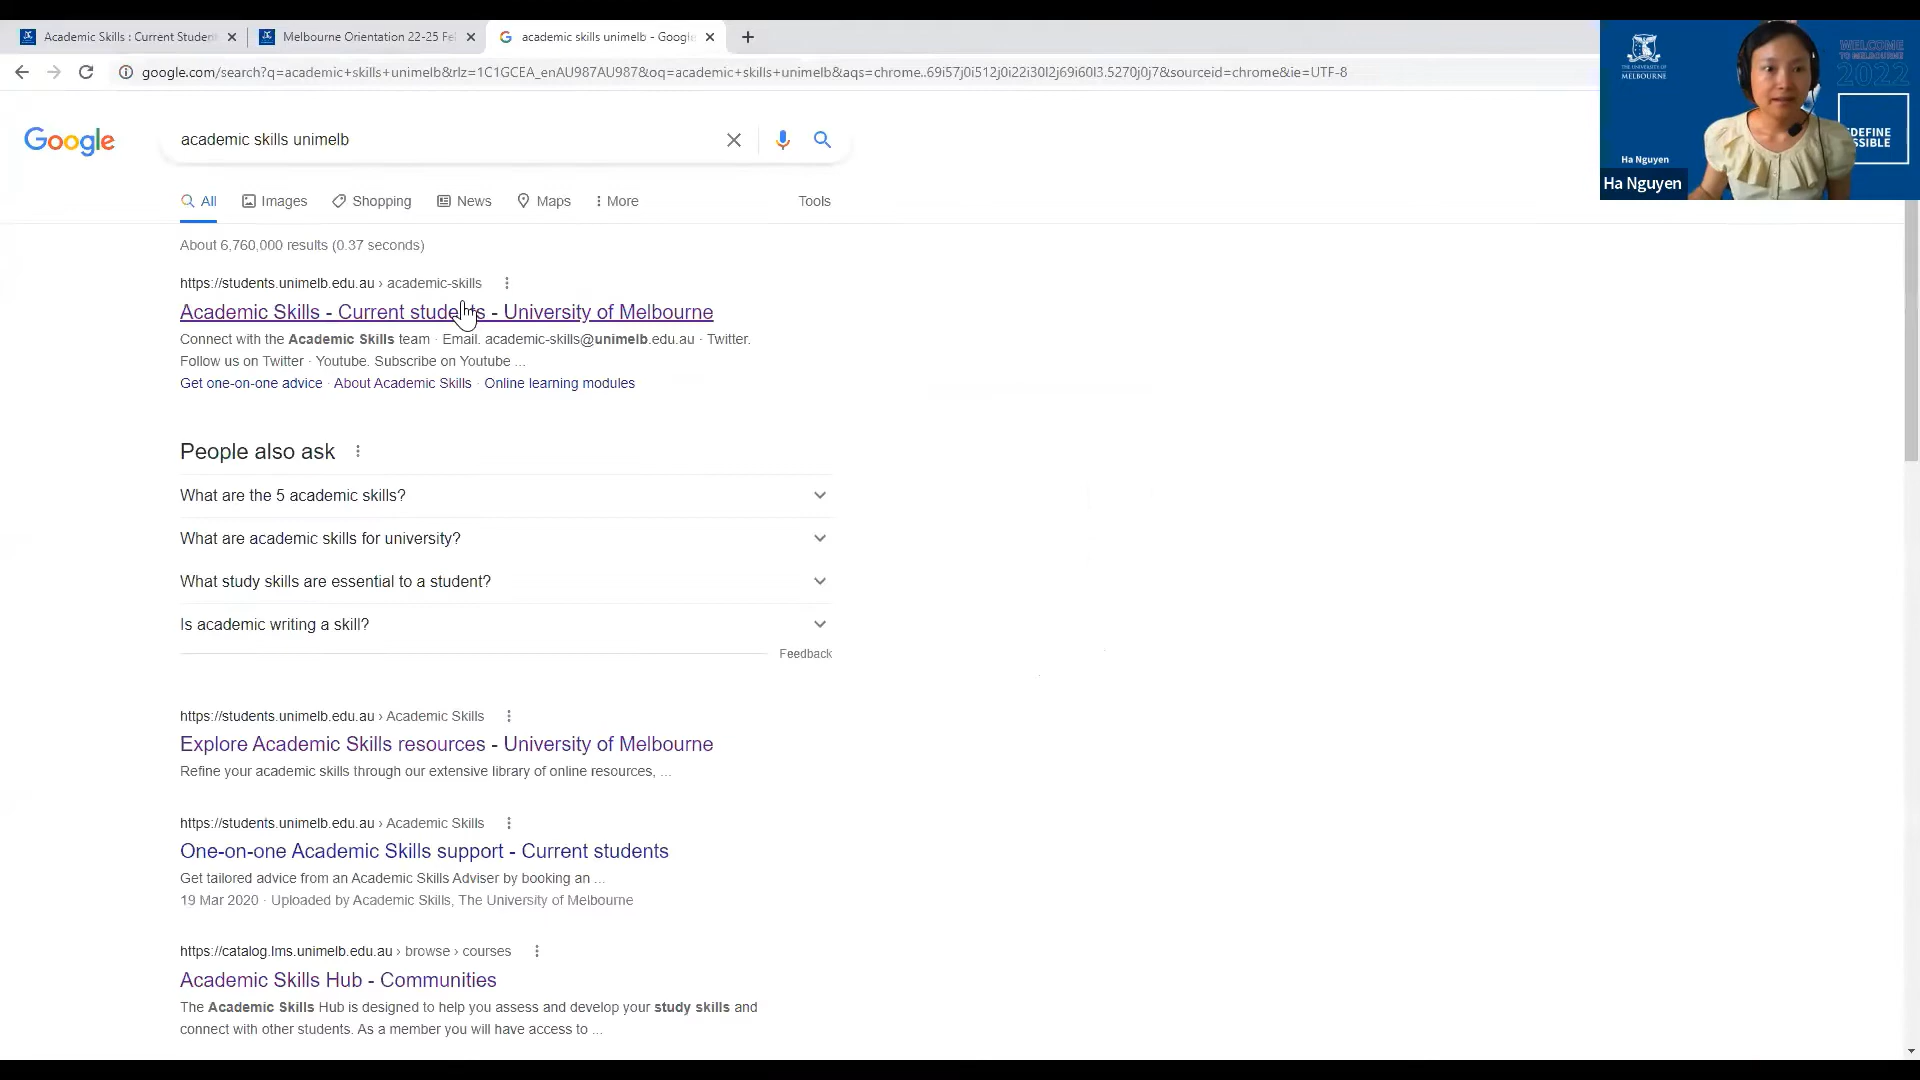 Academic Skills : Current Studen
Melbourne Orientation 22-25 Fe
academic skills unimelb - Google
google.com/search?q=academic+skills+unimelb&rlz=1C1GCEA_enAU987AU987&oq=academic+skills+unimelb&aqs=chrome..69i57j0i512j0i22i30l2j69i60l3.5270j0j7&sourceid=chrome&ie=UTF-8
THE UNIVERSITY OF
MELBOURNE
WELCOME
TO MELBOURNE
2022
DEFINE
SSIBLE
Ha Nguyen
Ha Nguyen
Google
academic skills unimelb
All
Images
Shopping
News
Maps
More
Tools
About 6,760,000 results (0.37 seconds)
https://students.unimelb.edu.au › academic-skills
Academic Skills - Current students - University of Melbourne
Connect with the Academic Skills team · Email. academic-skills@unimelb.edu.au · Twitter.
Follow us on Twitter · Youtube. Subscribe on Youtube ...
Get one-on-one advice · About Academic Skills · Online learning modules
People also ask
What are the 5 academic skills?
What are academic skills for university?
What study skills are essential to a student?
Is academic writing a skill?
Feedback
https://students.unimelb.edu.au › Academic Skills
Explore Academic Skills resources - University of Melbourne
Refine your academic skills through our extensive library of online resources, ...
https://students.unimelb.edu.au › Academic Skills
One-on-one Academic Skills support - Current students
Get tailored advice from an Academic Skills Adviser by booking an ...
19 Mar 2020 · Uploaded by Academic Skills, The University of Melbourne
https://catalog.lms.unimelb.edu.au › browse › courses
Academic Skills Hub - Communities
The Academic Skills Hub is designed to help you assess and develop your study skills and
connect with other students. As a member you will have access to ...